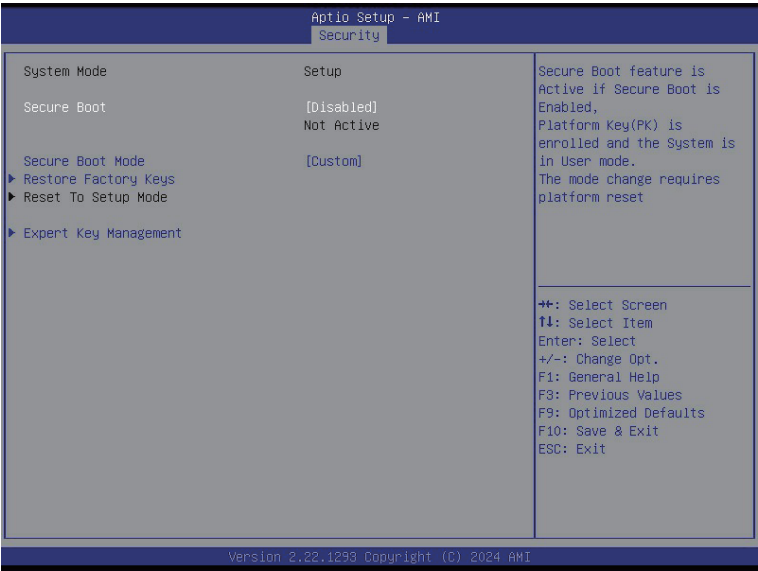 Aptio Setup – AMI
Security
System Mode Setup
Secure Boot [Disabled]
Not Active
Secure Boot Mode [Custom]
Restore Factory Keys
Reset To Setup Mode
Expert Key Management
Secure Boot feature is
Active if Secure Boot is
Enabled,
Platform Key(PK) is
enrolled and the System is
in User mode.
The mode change requires
platform reset
→←: Select Screen
↑↓: Select Item
Enter: Select
+/-: Change Opt.
F1: General Help
F3: Previous Values
F9: Optimized Defaults
F10: Save & Exit
ESC: Exit
Version 2.22.1293 Copyright (C) 2024 AMI